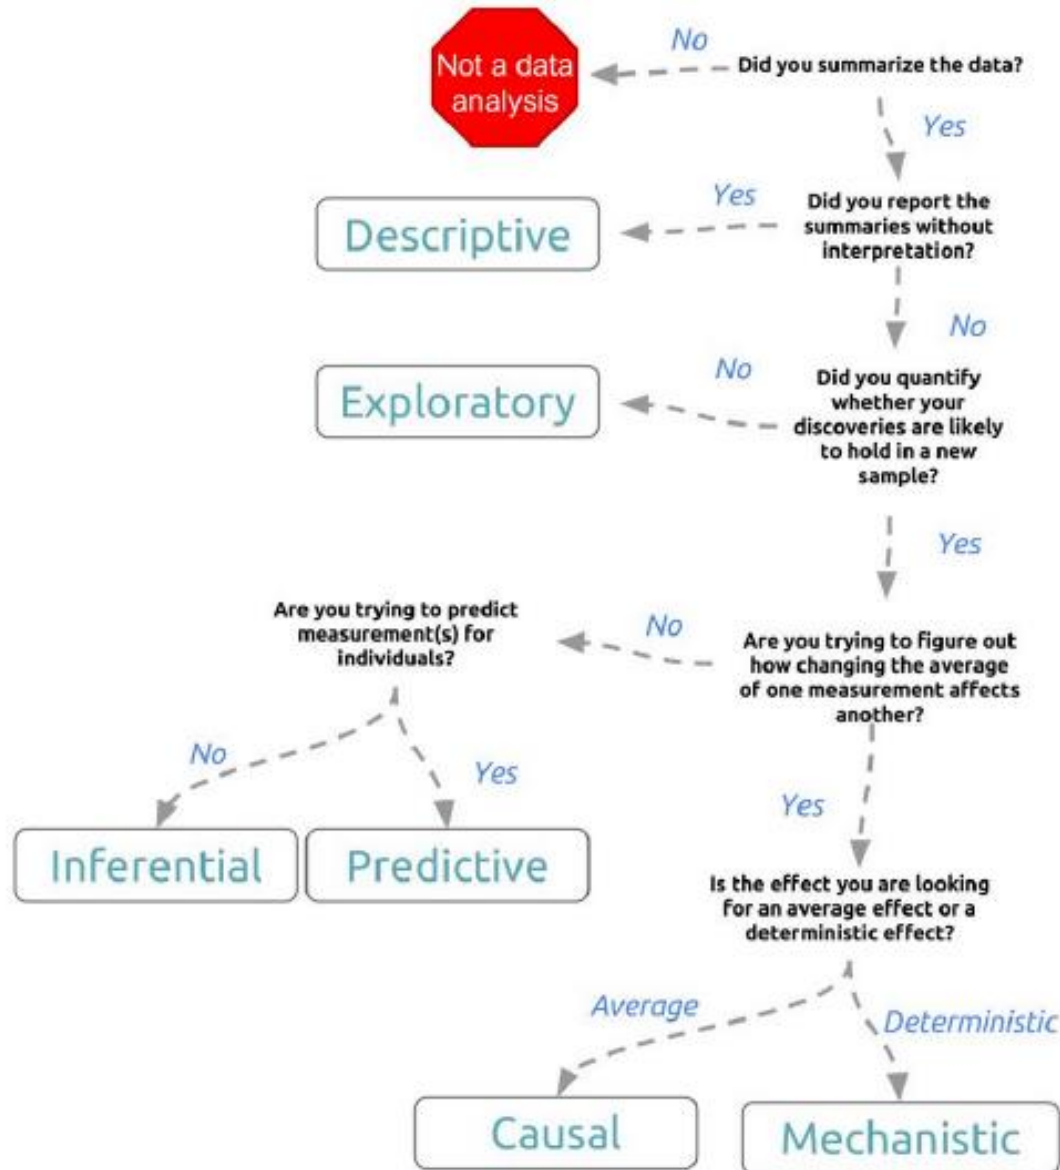 No
Not a data
analysis
Did you summarize the data?
Yes
Yes
Did you report the
summaries without
interpretation?
Descriptive
No
No
Did you quantify
whether your
discoveries are likely
to hold in a new
sample?
Exploratory
Yes
Are you trying to predict
measurement(s) for
individuals?
No
Are you trying to figure out
how changing the average
of one measurement affects
another?
No
Yes
Yes
Inferential
Predictive
Is the effect you are looking
for an average effect or a
deterministic effect?
Average
Deterministic
Causal
Mechanistic